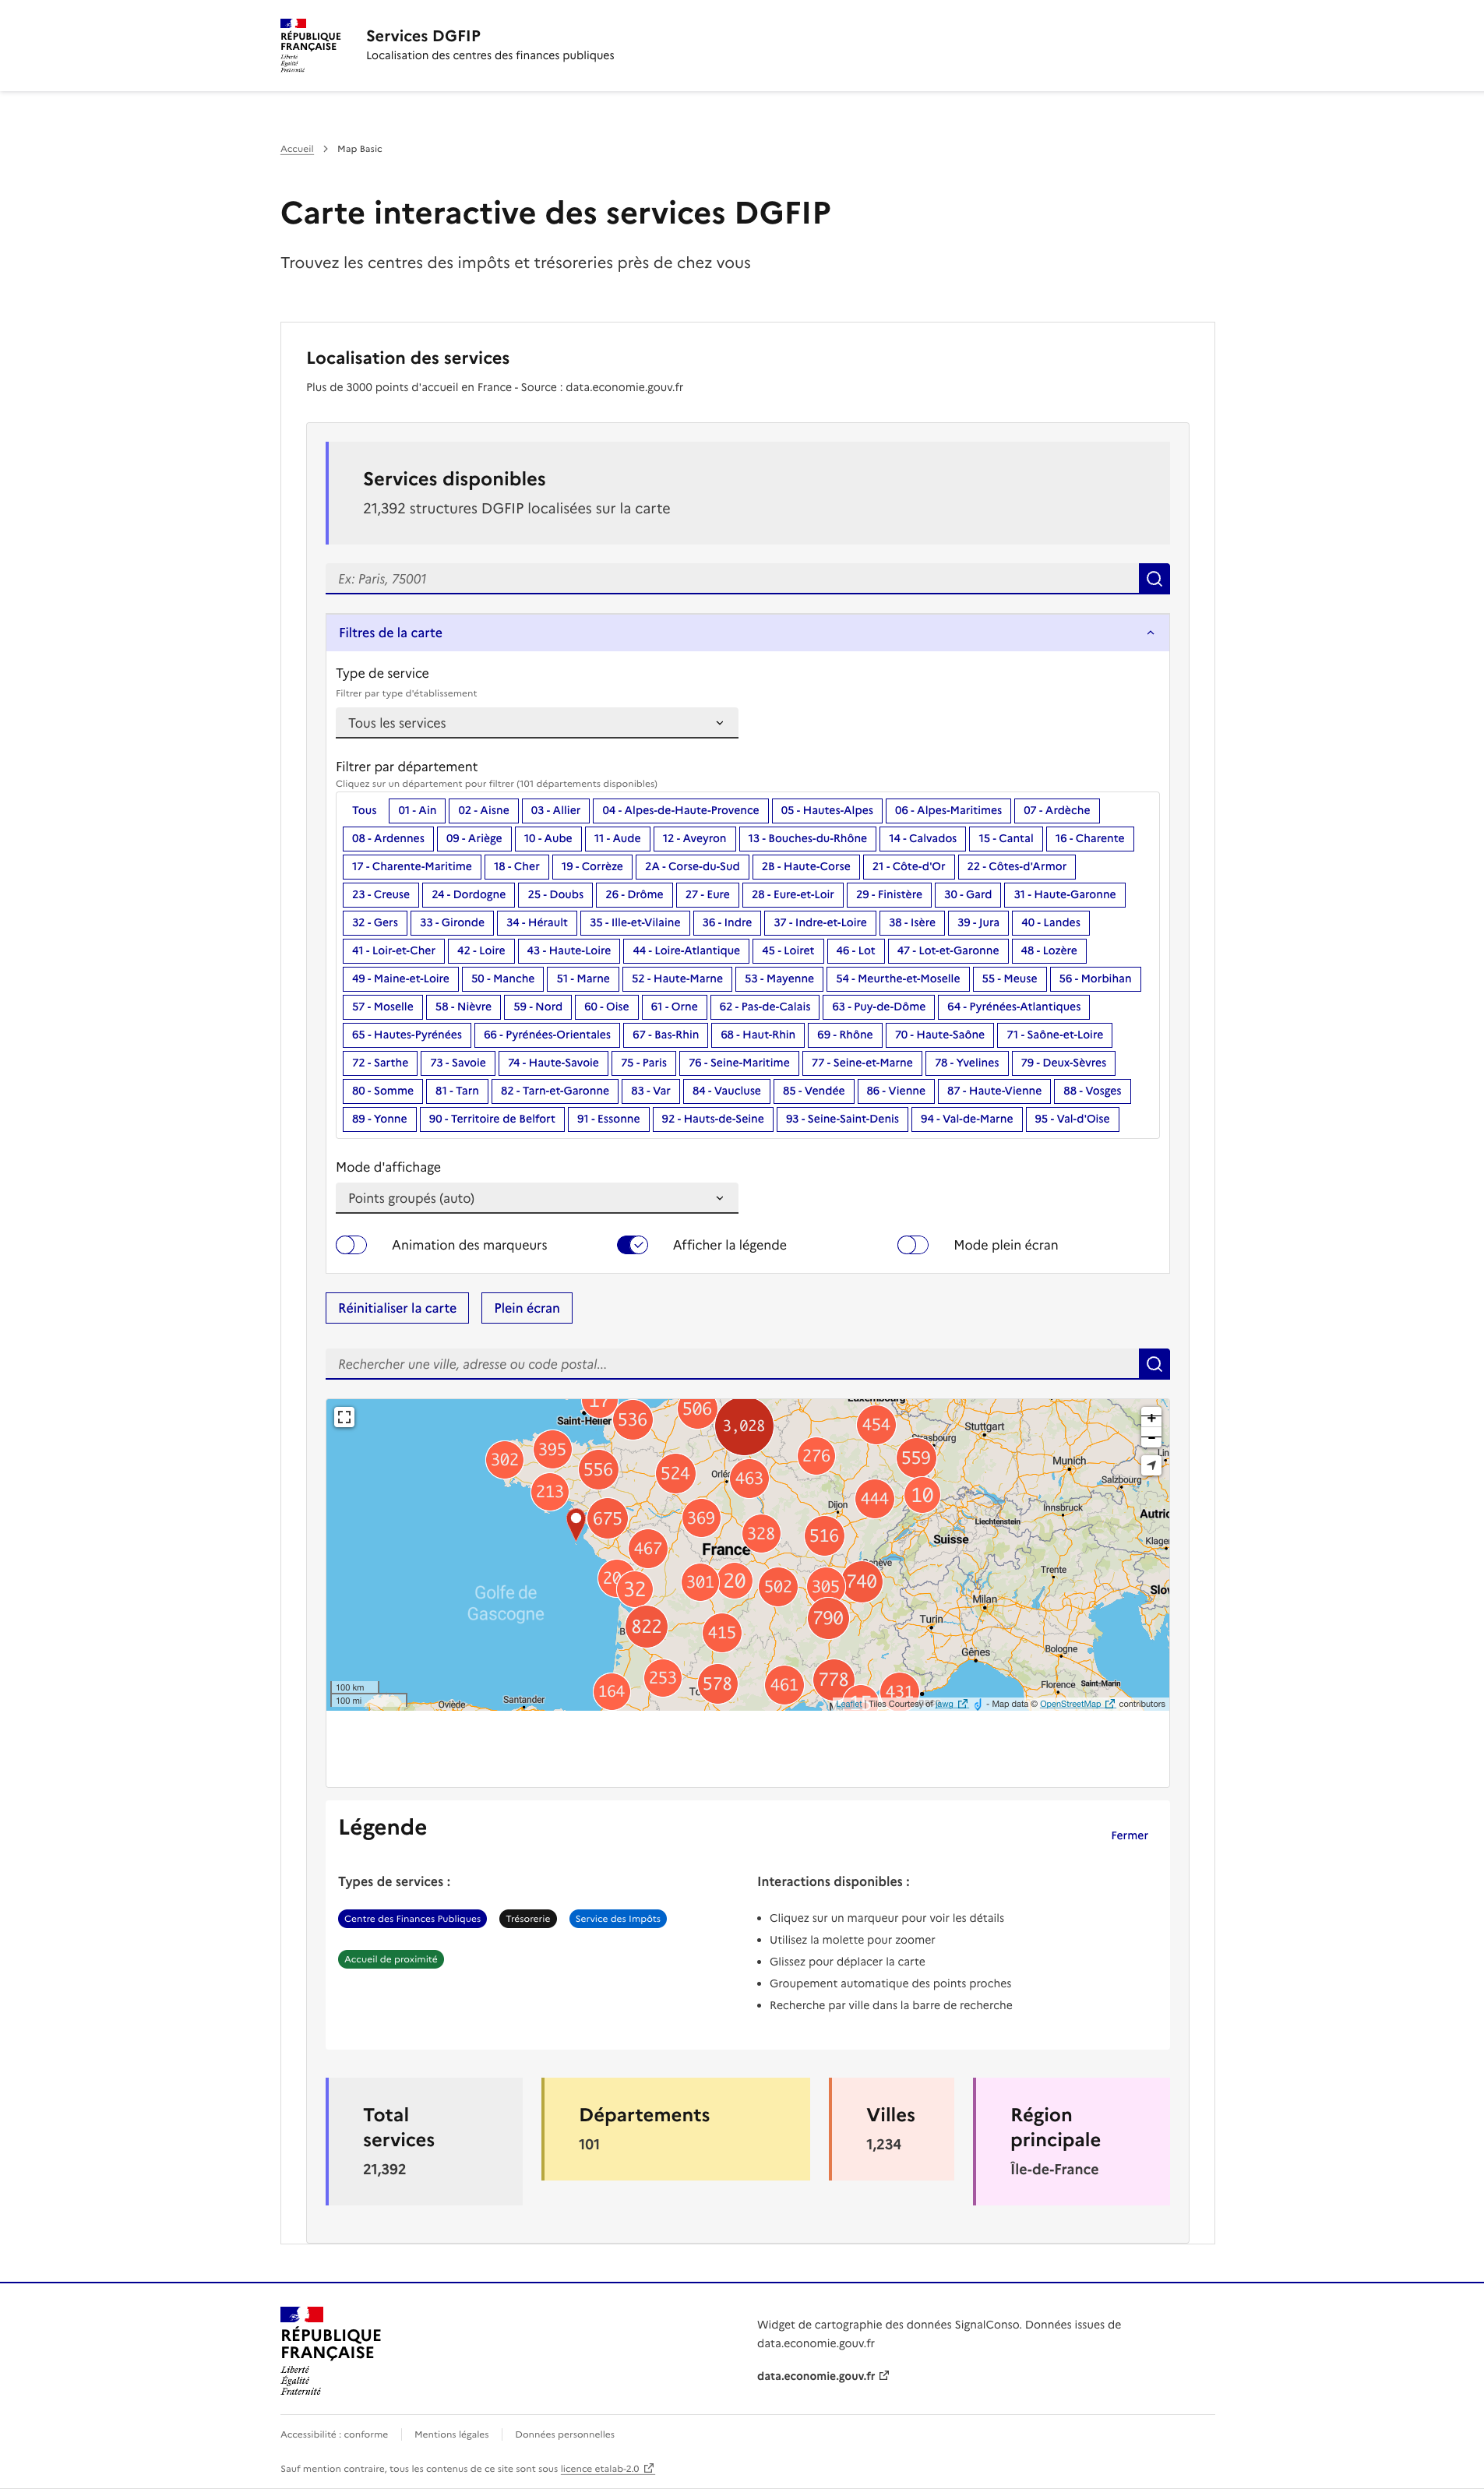 RÉPUBLIQUE
FRANÇAISE
Liberté
Égalité
Fraternité
Services DGFIP
Localisation des centres des finances publiques
Accueil
Map Basic
Carte interactive des services DGFIP
Trouvez les centres des impôts et trésoreries près de chez vous
Localisation des services
Plus de 3000 points d'accueil en France - Source : data.economie.gouv.fr
Services disponibles
21,392 structures DGFIP localisées sur la carte
Ex: Paris, 75001
Filtres de la carte
Type de service
Filtrer par type d'établissement
Tous les services
Filtrer par département
Cliquez sur un département pour filtrer (101 départements disponibles)
Tous 01 - Ain 02 - Aisne 03 - Allier 04 - Alpes-de-Haute-Provence 05 - Hautes-Alpes 06 - Alpes-Maritimes 07 - Ardèche
08 - Ardennes 09 - Ariège 10 - Aube 11 - Aude 12 - Aveyron 13 - Bouches-du-Rhône 14 - Calvados 15 - Cantal 16 - Charente
17 - Charente-Maritime 18 - Cher 19 - Corrèze 2A - Corse-du-Sud 2B - Haute-Corse 21 - Côte-d'Or 22 - Côtes-d'Armor
23 - Creuse 24 - Dordogne 25 - Doubs 26 - Drôme 27 - Eure 28 - Eure-et-Loir 29 - Finistère 30 - Gard 31 - Haute-Garonne
32 - Gers 33 - Gironde 34 - Hérault 35 - Ille-et-Vilaine 36 - Indre 37 - Indre-et-Loire 38 - Isère 39 - Jura 40 - Landes
41 - Loir-et-Cher 42 - Loire 43 - Haute-Loire 44 - Loire-Atlantique 45 - Loiret 46 - Lot 47 - Lot-et-Garonne 48 - Lozère
49 - Maine-et-Loire 50 - Manche 51 - Marne 52 - Haute-Marne 53 - Mayenne 54 - Meurthe-et-Moselle 55 - Meuse 56 - Morbihan
57 - Moselle 58 - Nièvre 59 - Nord 60 - Oise 61 - Orne 62 - Pas-de-Calais 63 - Puy-de-Dôme 64 - Pyrénées-Atlantiques
65 - Hautes-Pyrénées 66 - Pyrénées-Orientales 67 - Bas-Rhin 68 - Haut-Rhin 69 - Rhône 70 - Haute-Saône 71 - Saône-et-Loire
72 - Sarthe 73 - Savoie 74 - Haute-Savoie 75 - Paris 76 - Seine-Maritime 77 - Seine-et-Marne 78 - Yvelines 79 - Deux-Sèvres
80 - Somme 81 - Tarn 82 - Tarn-et-Garonne 83 - Var 84 - Vaucluse 85 - Vendée 86 - Vienne 87 - Haute-Vienne 88 - Vosges
89 - Yonne 90 - Territoire de Belfort 91 - Essonne 92 - Hauts-de-Seine 93 - Seine-Saint-Denis 94 - Val-de-Marne 95 - Val-d'Oise
Mode d'affichage
Points groupés (auto)
Animation des marqueurs
Afficher la légende
Mode plein écran
Réinitialiser la carte
Plein écran
Rechercher une ville, adresse ou code postal...
17 506 3,028
Saint-Helier 536 454 Stuttgart
302 395 556 524 463 276 559 Munich
213 444 10 Salzbourg
Dijon Innsbruck
675 369 328 516 Liechtenstein Suisse
467 France
301 20 502 305 740 Trente
32 Milan
Golfe de
Gascogne
822 415 790 Turin
Gênes Bologne
253 578 461 778 431 Florence Saint-Marin
164
100 km
100 mi
Oviède Santander
Leaflet | Tiles Courtesy of jawg - Map data © OpenStreetMap contributors
Légende
Fermer
Types de services :
Centre des Finances Publiques Trésorerie Service des Impôts
Accueil de proximité
Interactions disponibles :
Cliquez sur un marqueur pour voir les détails
Utilisez la molette pour zoomer
Glissez pour déplacer la carte
Groupement automatique des points proches
Recherche par ville dans la barre de recherche
Total
services
21,392
Départements
101
Villes
1,234
Région
principale
Île-de-France
RÉPUBLIQUE
FRANÇAISE
Liberté
Égalité
Fraternité
Widget de cartographie des données SignalConso. Données issues de
data.economie.gouv.fr
data.economie.gouv.fr
Accessibilité : conforme
Mentions légales
Données personnelles
Sauf mention contraire, tous les contenus de ce site sont sous licence etalab-2.0